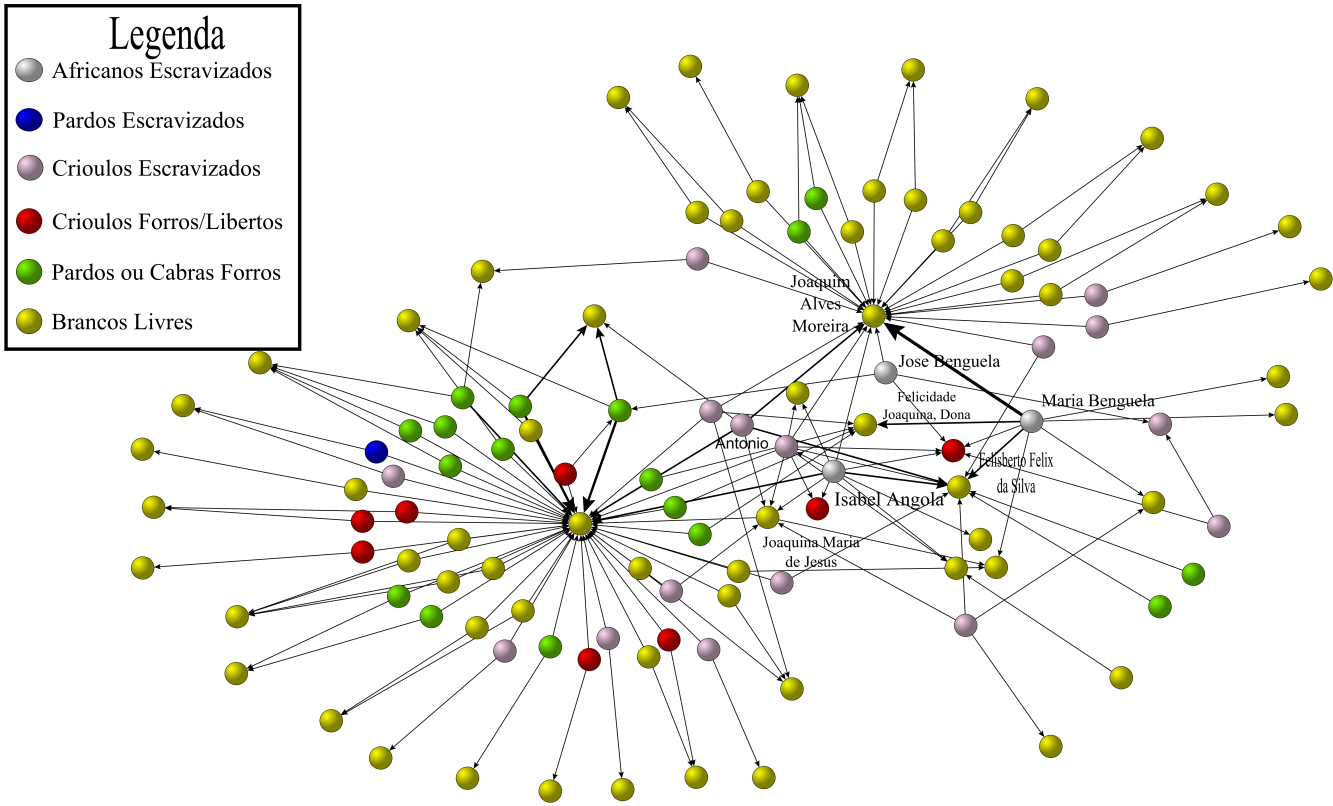 Legenda
Africanos Escravizados
Pardos Escravizados
Crioulos Escravizados
Crioulos Forros/Libertos
Pardos ou Cabras Forros
Brancos Livres
Joaquim
Alves
Moreira
Jose Benguela
Felicidade
Joaquina, Dona
Maria Benguela
Antonio
Felisberto Felix
da Silva
Isabel Angola
Joaquina Maria
de Jesus